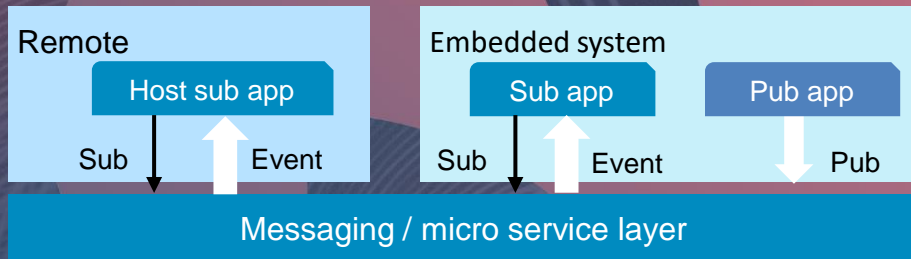 Remote
Host sub app
Sub
Event
Embedded system
Sub app
Pub app
Sub
Event
Pub
Messaging / micro service layer